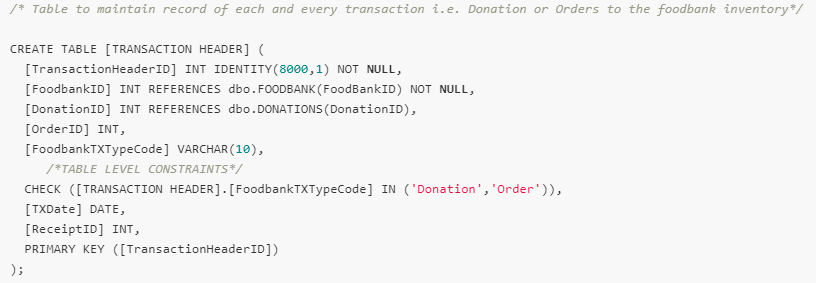 /* Table to maintain record of each and every transaction i.e. Donation or Orders to the foodbank inventory*/
CREATE TABLE [TRANSACTION HEADER] (
[TransactionHeaderID] INT IDENTITY(8000,1) NOT NULL,
[FoodbankID] INT REFERENCES dbo.FOODBANK(FoodBankID) NOT NULL,
[DonationID] INT REFERENCES dbo.DONATIONS(DonationID),
[OrderID] INT,
[FoodbankTXTypeCode] VARCHAR(10),
/*TABLE LEVEL CONSTRAINTS*/
CHECK ([TRANSACTION HEADER].[FoodbankTXTypeCode] IN ('Donation','Order')),
[TXDate] DATE,
[ReceiptID] INT,
PRIMARY KEY ([TransactionHeaderID])
);